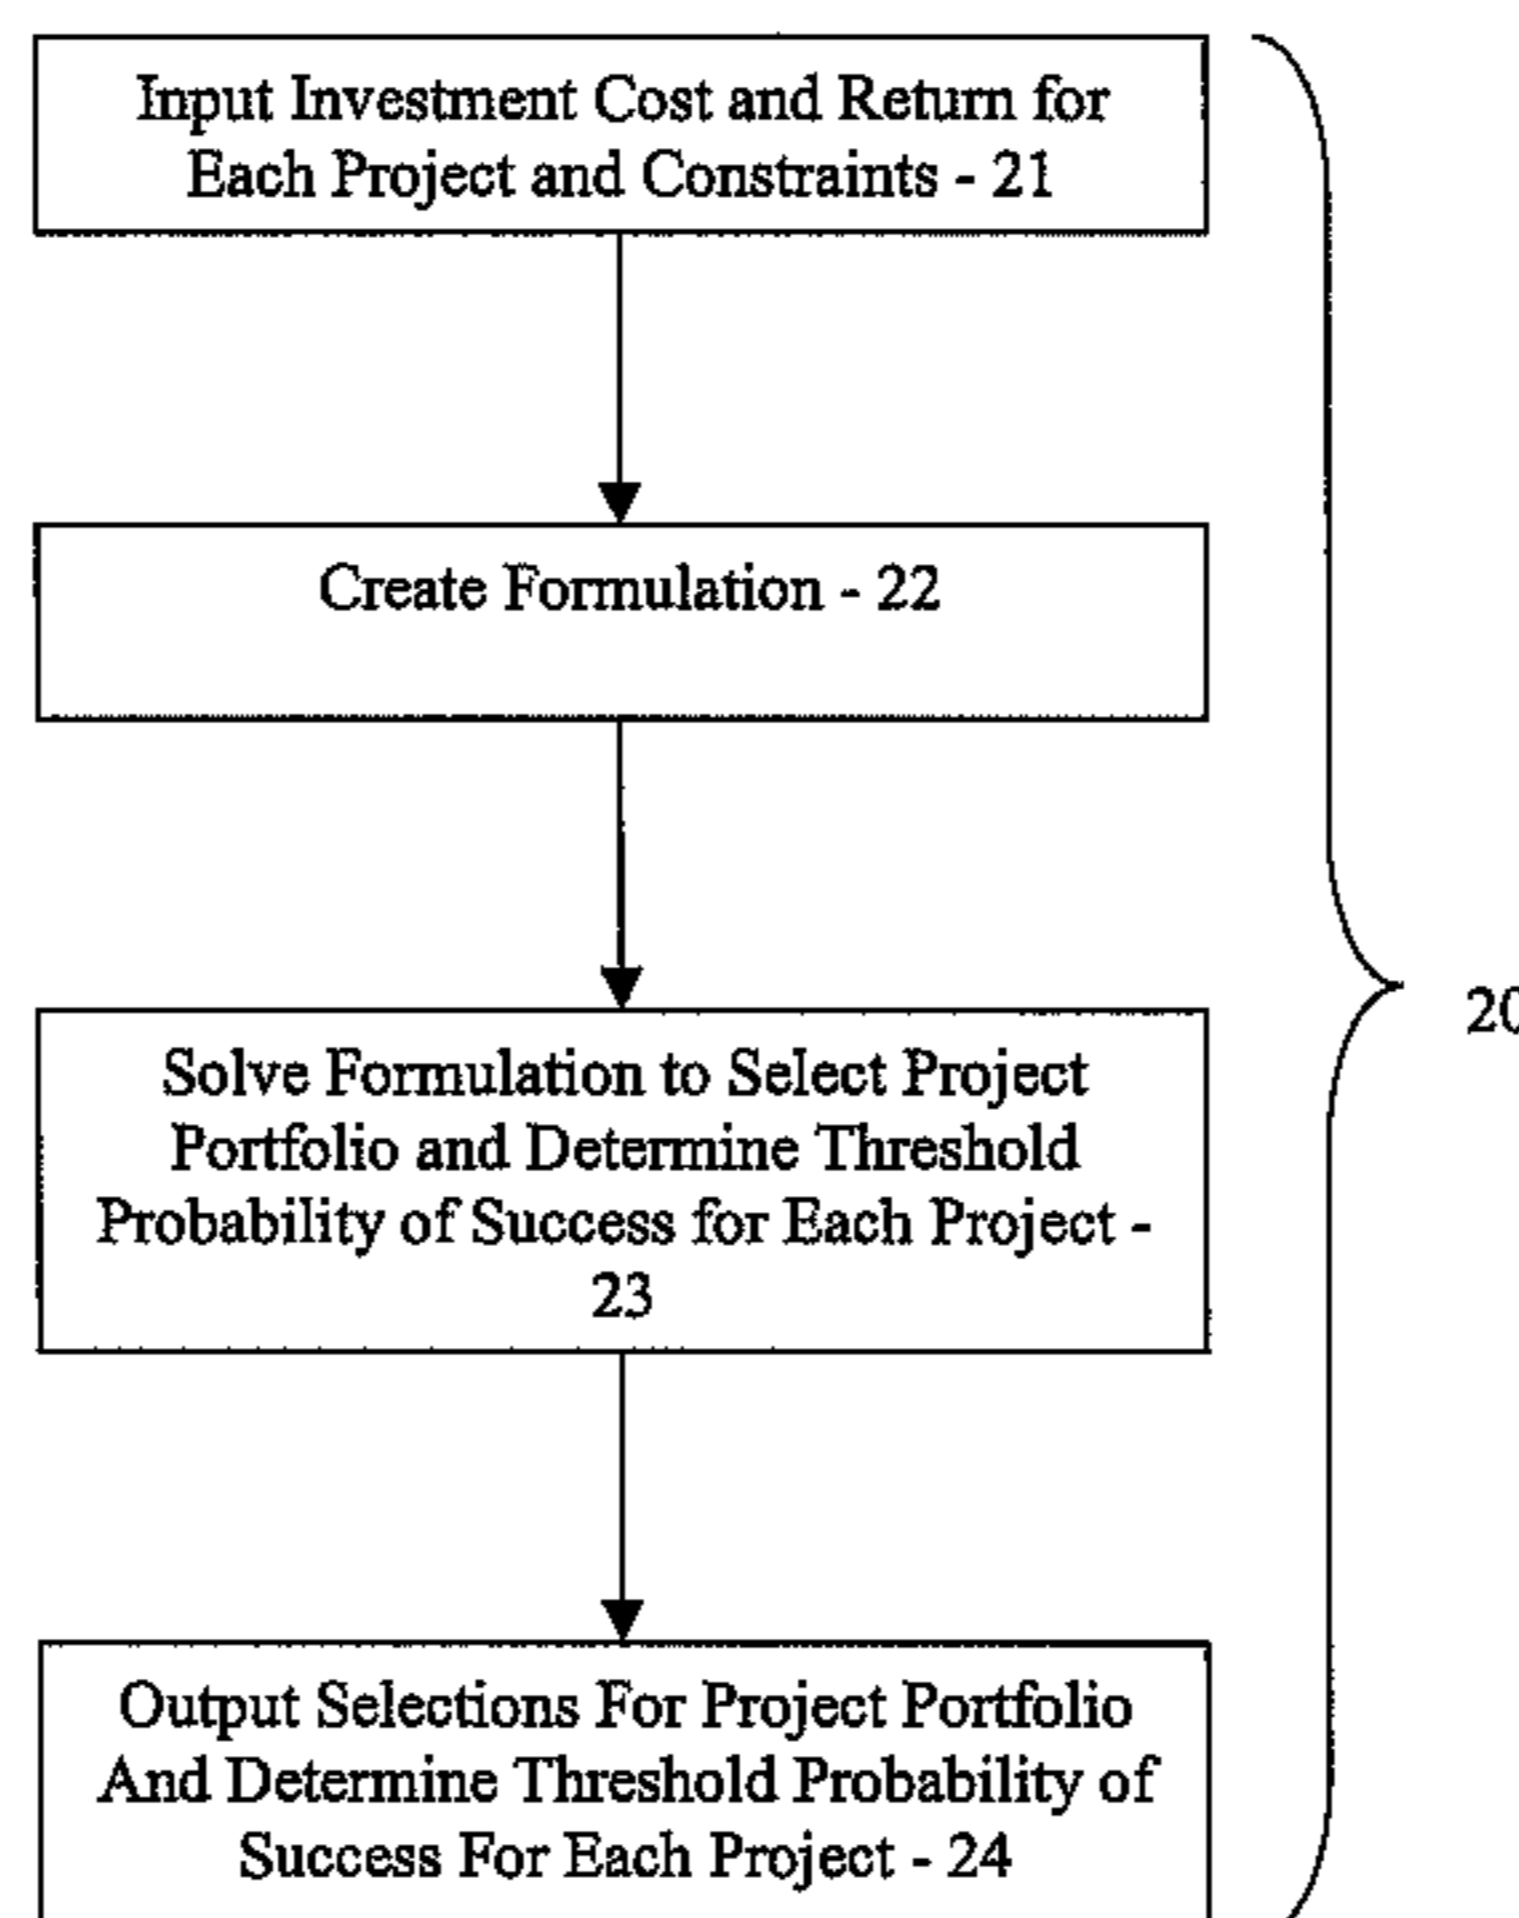 Input Investment Cost and Return for
Each Project and Constraints - 21
Create Formulation - 22
Solve Formulation to Select Project
Portfolio and Determine Threshold
Probability of Success for Each Project -
23
20
Output Selections For Project Portfolio
And Determine Threshold Probability of
Success For Each Project - 24